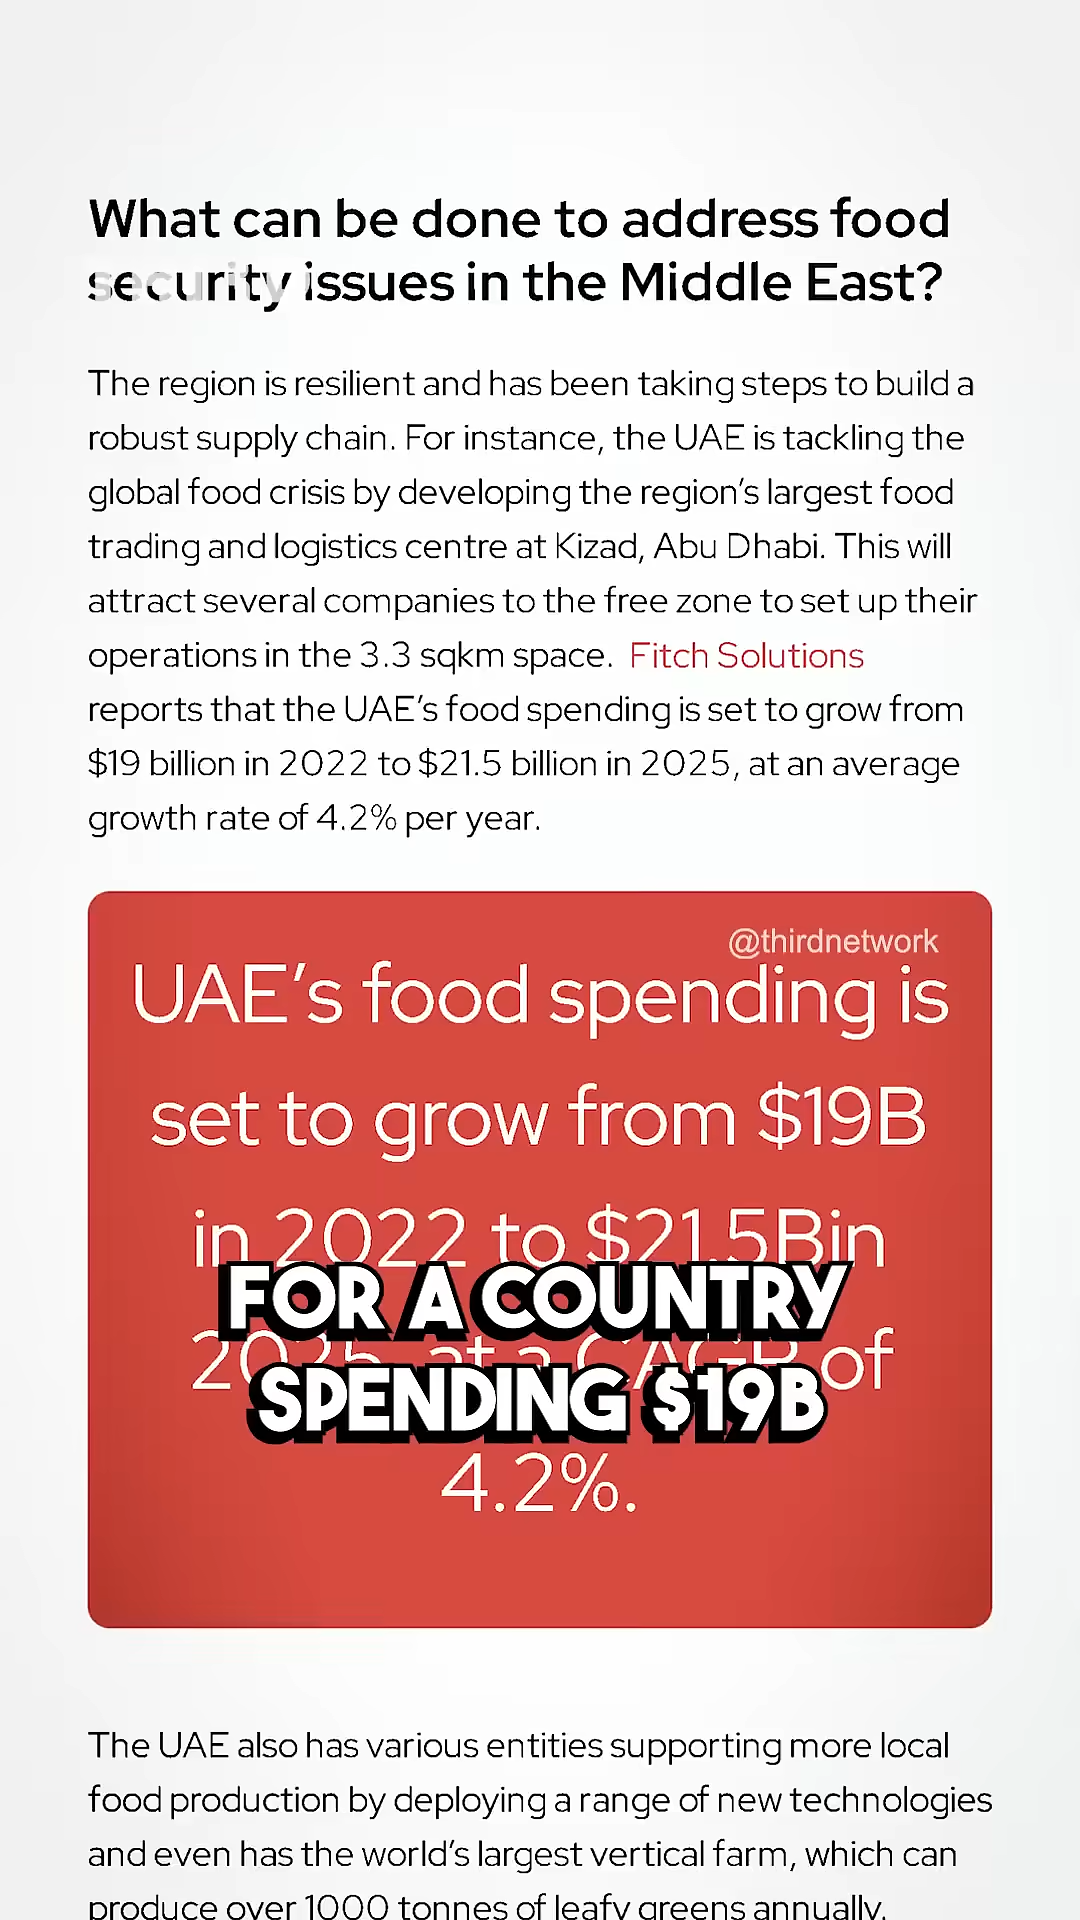 What can be done to address food
security issues in the Middle East?
The region is resilient and has been taking steps to build a
robust supply chain. For instance, the UAE is tackling the
global food crisis by developing the region’s largest food
trading and logistics centre at Kizad, Abu Dhabi. This will
attract several companies to the free zone to set up their
operations in the 3.3 sqkm space. Fitch Solutions
reports that the UAE’s food spending is set to grow from
$19 billion in 2022 to $21.5 billion in 2025, at an average
growth rate of 4.2% per year.
@thirdnetwork
UAE’s food spending is
set to grow from $19B
in 2022 to $21.5Bin
FOR A COUNTRY
2025, at a CAGR of
SPENDING $19B
4.2%.
The UAE also has various entities supporting more local
food production by deploying a range of new technologies
and even has the world’s largest vertical farm, which can
produce over 1000 tonnes of leafy greens annually.